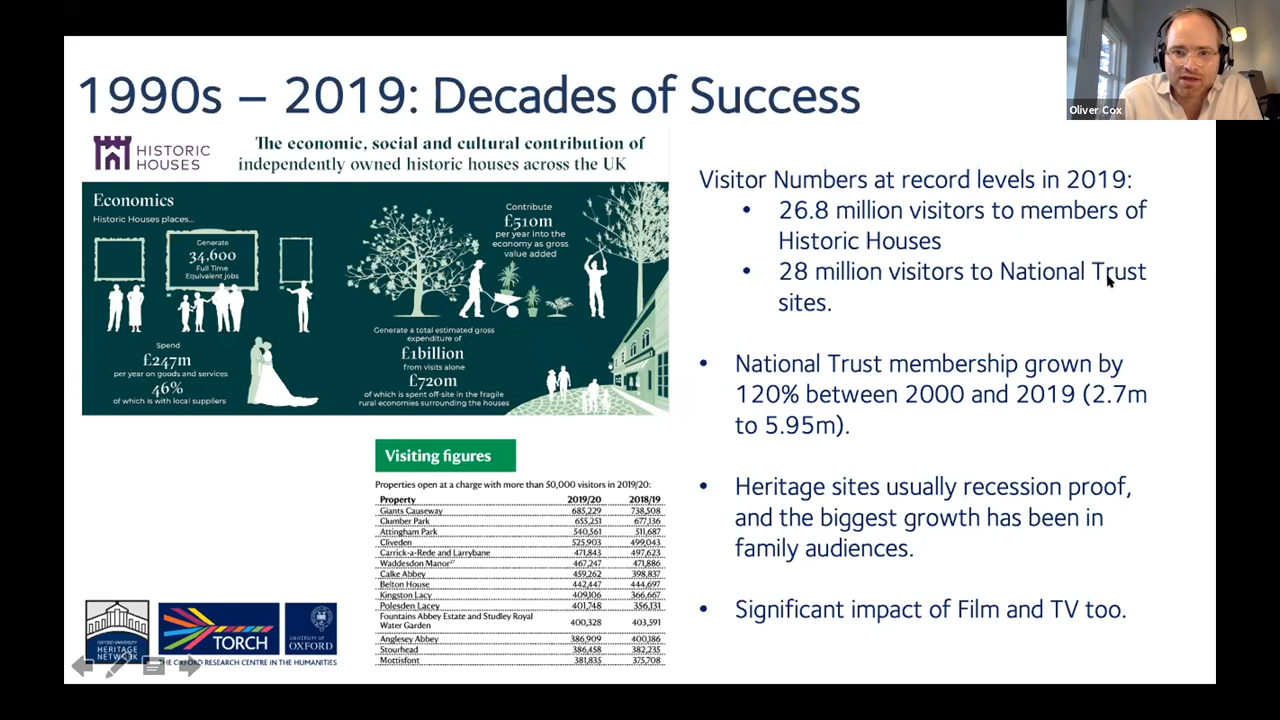 Oliver Cox
1990s – 2019: Decades of Success
HISTORIC
HOUSES
The economic, social and cultural contribution of
independently owned historic houses across the UK
Economics
Historic Houses places...
Generate
34,600
Full Time
Equivalent jobs
Spend
£247m
per year on goods and services
46%
of which is with local suppliers
Contribute
£510m
per year into the
economy as gross
value added
Generate a total estimated gross
expenditure of
£1billion
from visits alone
£720m
of which is spent off-site in the fragile
rural economies surrounding the houses
Visiting figures
Properties open at a charge with more than 50,000 visitors in 2019/20:
Property 2019/20 2018/19
Giants Causeway 685,229 738,508
Clumber Park 655,251 677,136
Attingham Park 540,561 511,687
Cliveden 525,903 499,043
Carrick-a-Rede and Larrybane 471,843 497,623
Waddesdon Manor²⁷ 467,247 471,886
Calke Abbey 459,262 398,837
Belton House 442,447 444,697
Kingston Lacy 409,106 366,667
Polesden Lacey 401,748 356,131
Fountains Abbey Estate and Studley Royal
Water Garden 400,328 403,591
Anglesey Abbey 386,909 400,186
Stourhead 386,458 382,235
Mottisfont 381,835 375,708
Visitor Numbers at record levels in 2019:
• 26.8 million visitors to members of
Historic Houses
• 28 million visitors to National Trust
sites.
• National Trust membership grown by
120% between 2000 and 2019 (2.7m
to 5.95m).
• Heritage sites usually recession proof,
and the biggest growth has been in
family audiences.
• Significant impact of Film and TV too.
OXFORD UNIVERSITY
HERITAGE
NETWORK
TORCH
THE OXFORD RESEARCH CENTRE IN THE HUMANITIES
UNIVERSITY OF
OXFORD